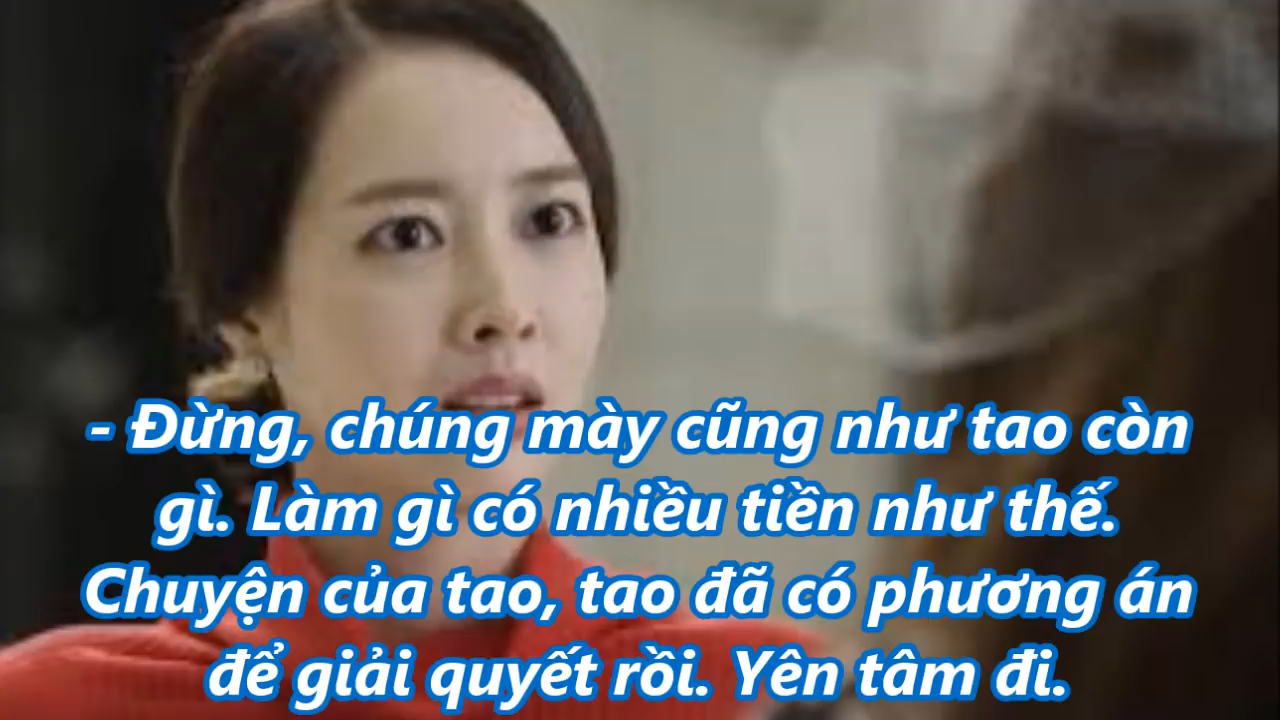 - Đừng, chúng mày cũng như tao còn
gì. Làm gì có nhiều tiền như thế.
Chuyện của tao, tao đã có phương án
để giải quyết rồi. Yên tâm đi.